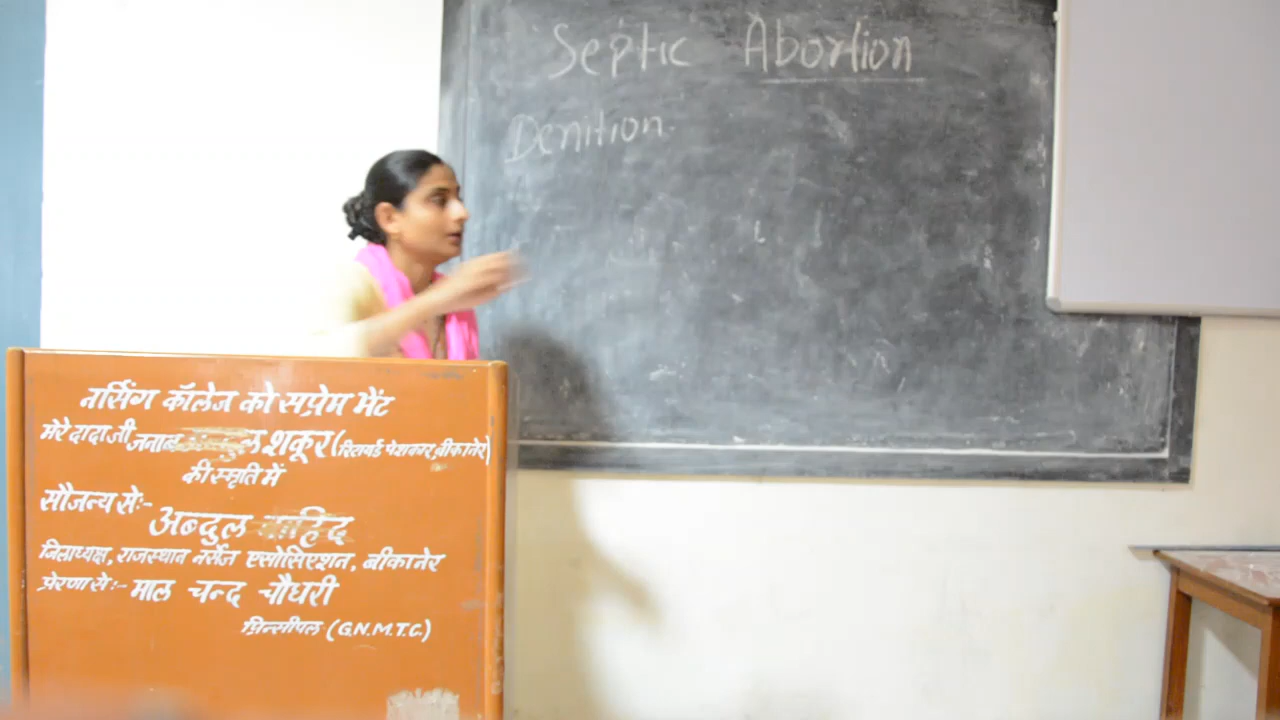 Septic Abortion
Denition
नर्सिंग कॉलेज को सप्रेम भेंट
मेरे दादाजी जनाब शकूर (रिटायर्ड पेशकार, बीकानेर)
की स्मृति में
सौजन्य से:-
अब्दुल
जिलाध्यक्ष, राजस्थान नर्सेज एसोसिएशन, बीकानेर
प्रेरणा से:- माल चन्द चौधरी
प्रिन्सीपल (G.N.M.T.C.)